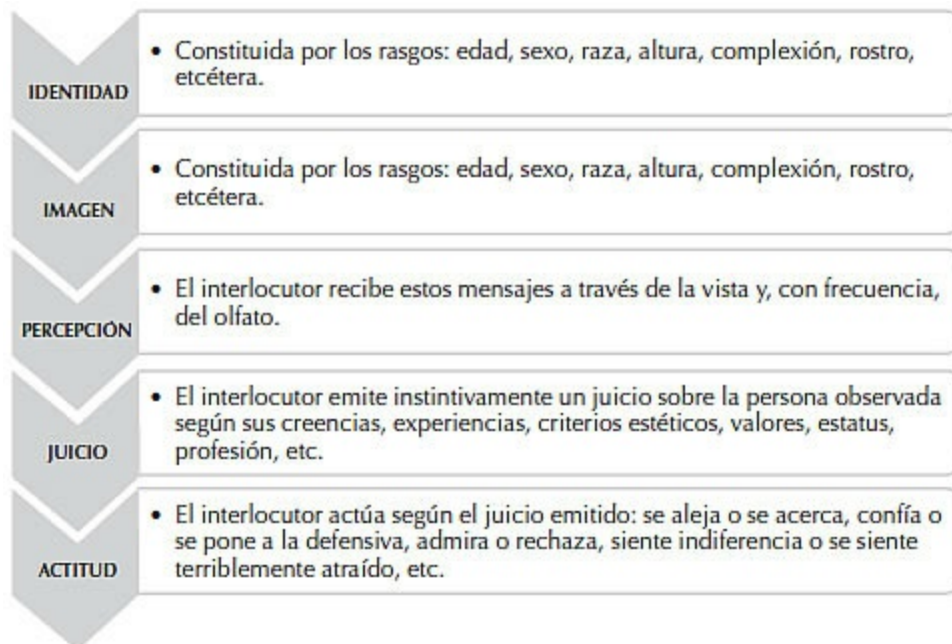 • Constituida por los rasgos: edad, sexo, raza, altura, complexión, rostro,
etcétera.
IDENTIDAD
• Constituida por los rasgos: edad, sexo, raza, altura, complexión, rostro,
etcétera.
IMAGEN
• El interlocutor recibe estos mensajes a través de la vista y, con frecuencia,
del olfato.
PERCEPCIÓN
• El interlocutor emite instintivamente un juicio sobre la persona observada
según sus creencias, experiencias, criterios estéticos, valores, estatus,
profesión, etc.
JUICIO
• El interlocutor actúa según el juicio emitido: se aleja o se acerca, confía o
se pone a la defensiva, admira o rechaza, siente indiferencia o se siente
terriblemente atraído, etc.
ACTITUD